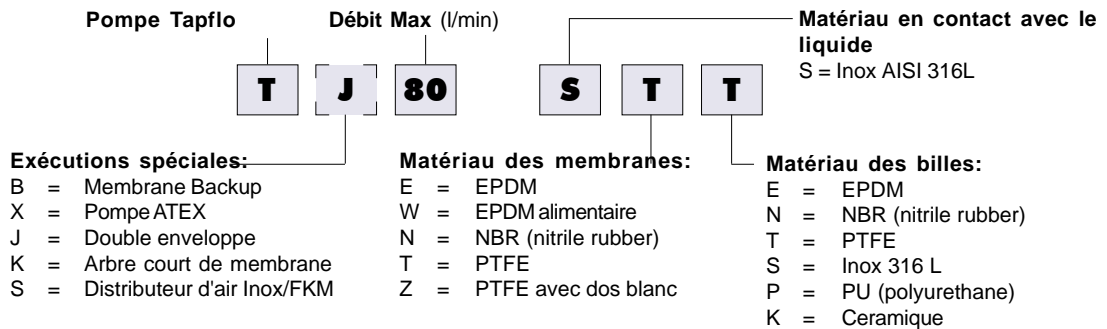 Pompe Tapflo
Débit Max (l/min)
Matériau en contact avec le
liquide
S = Inox AISI 316L
T J 80 S T T
Exécutions spéciales:
B = Membrane Backup
X = Pompe ATEX
J = Double enveloppe
K = Arbre court de membrane
S = Distributeur d'air Inox/FKM
Matériau des membranes:
E = EPDM
W = EPDM alimentaire
N = NBR (nitrile rubber)
T = PTFE
Z = PTFE avec dos blanc
Matériau des billes:
E = EPDM
N = NBR (nitrile rubber)
T = PTFE
S = Inox 316 L
P = PU (polyurethane)
K = Ceramique